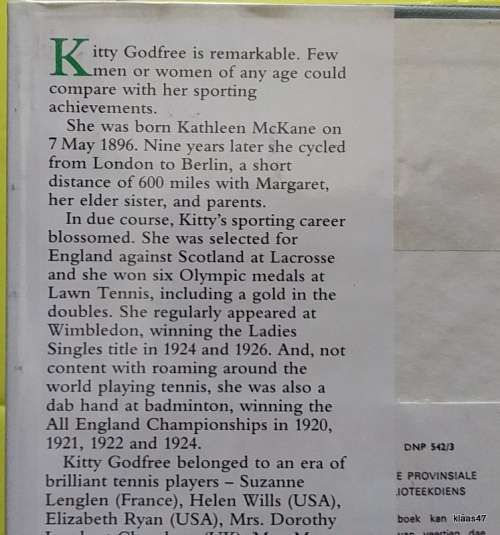 Kitty Godfree is remarkable. Few
men or women of any age could
compare with her sporting
achievements.
She was born Kathleen McKane on
7 May 1896. Nine years later she cycled
from London to Berlin, a short
distance of 600 miles with Margaret,
her elder sister, and parents.
In due course, Kitty's sporting career
blossomed. She was selected for
England against Scotland at Lacrosse
and she won six Olympic medals at
Lawn Tennis, including a gold in the
doubles. She regularly appeared at
Wimbledon, winning the Ladies
Singles title in 1924 and 1926. And, not
content with roaming around the
world playing tennis, she was also a
dab hand at badminton, winning the
All England Championships in 1920,
1921, 1922 and 1924.
Kitty Godfree belonged to an era of
brilliant tennis players – Suzanne
Lenglen (France), Helen Wills (USA),
Elizabeth Ryan (USA), Mrs. Dorothy
DNP 542/3
E PROVINSIALE
IOTEEKDIENS
boek kan
klaas47